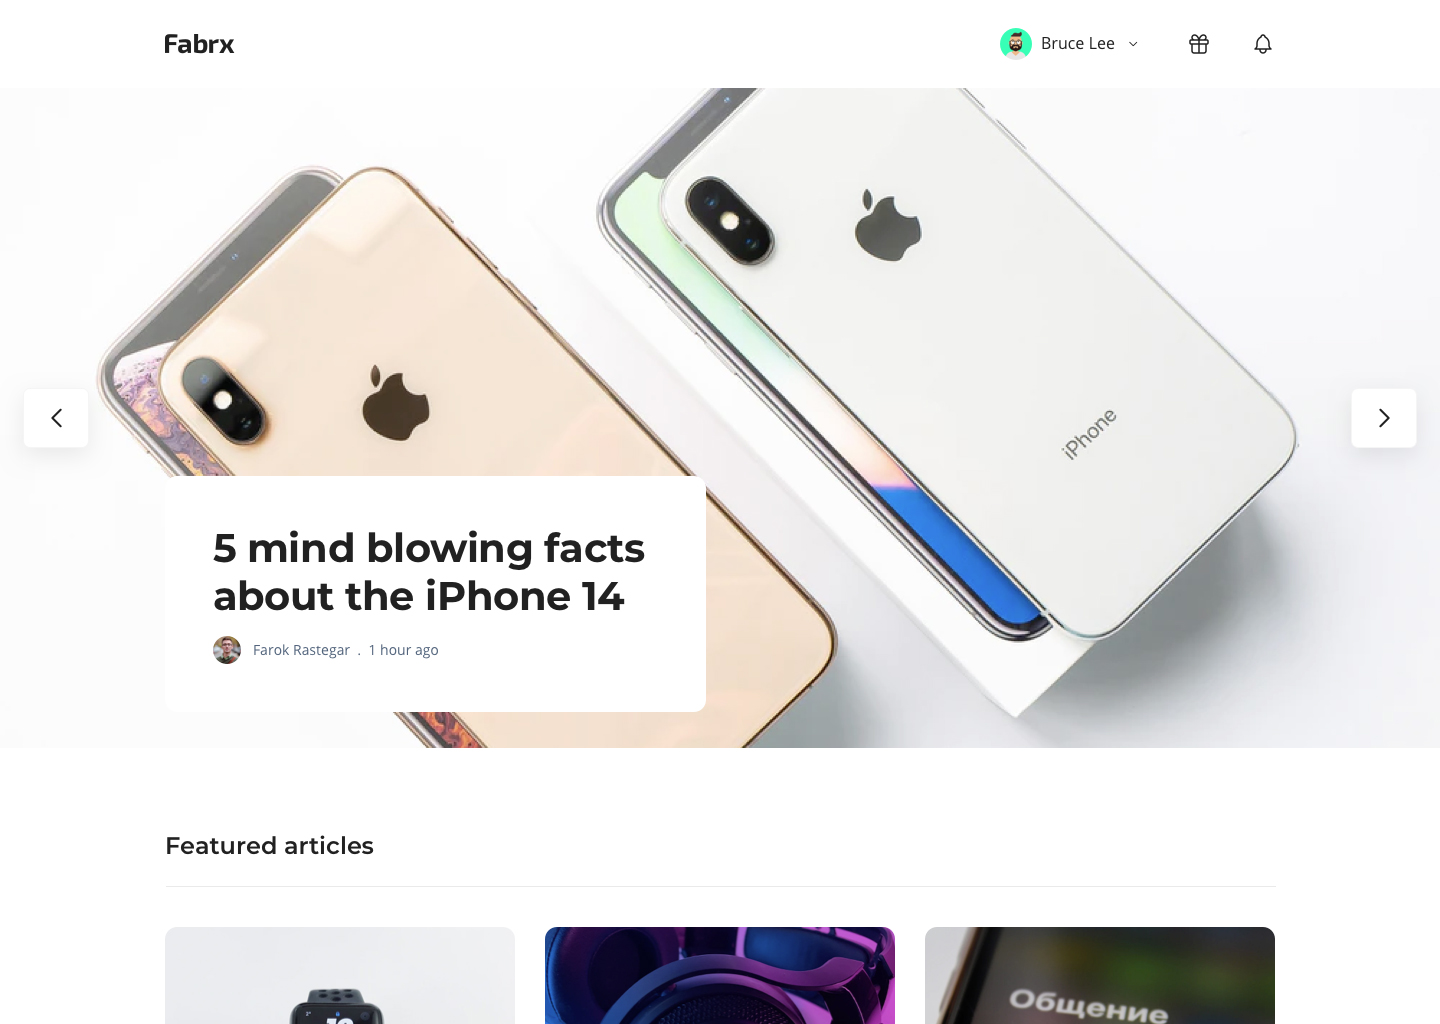 Fabrx
Bruce Lee
iPhone
5 mind blowing facts
about the iPhone 14
Farok Rastegar . 1 hour ago
Featured articles
Общение